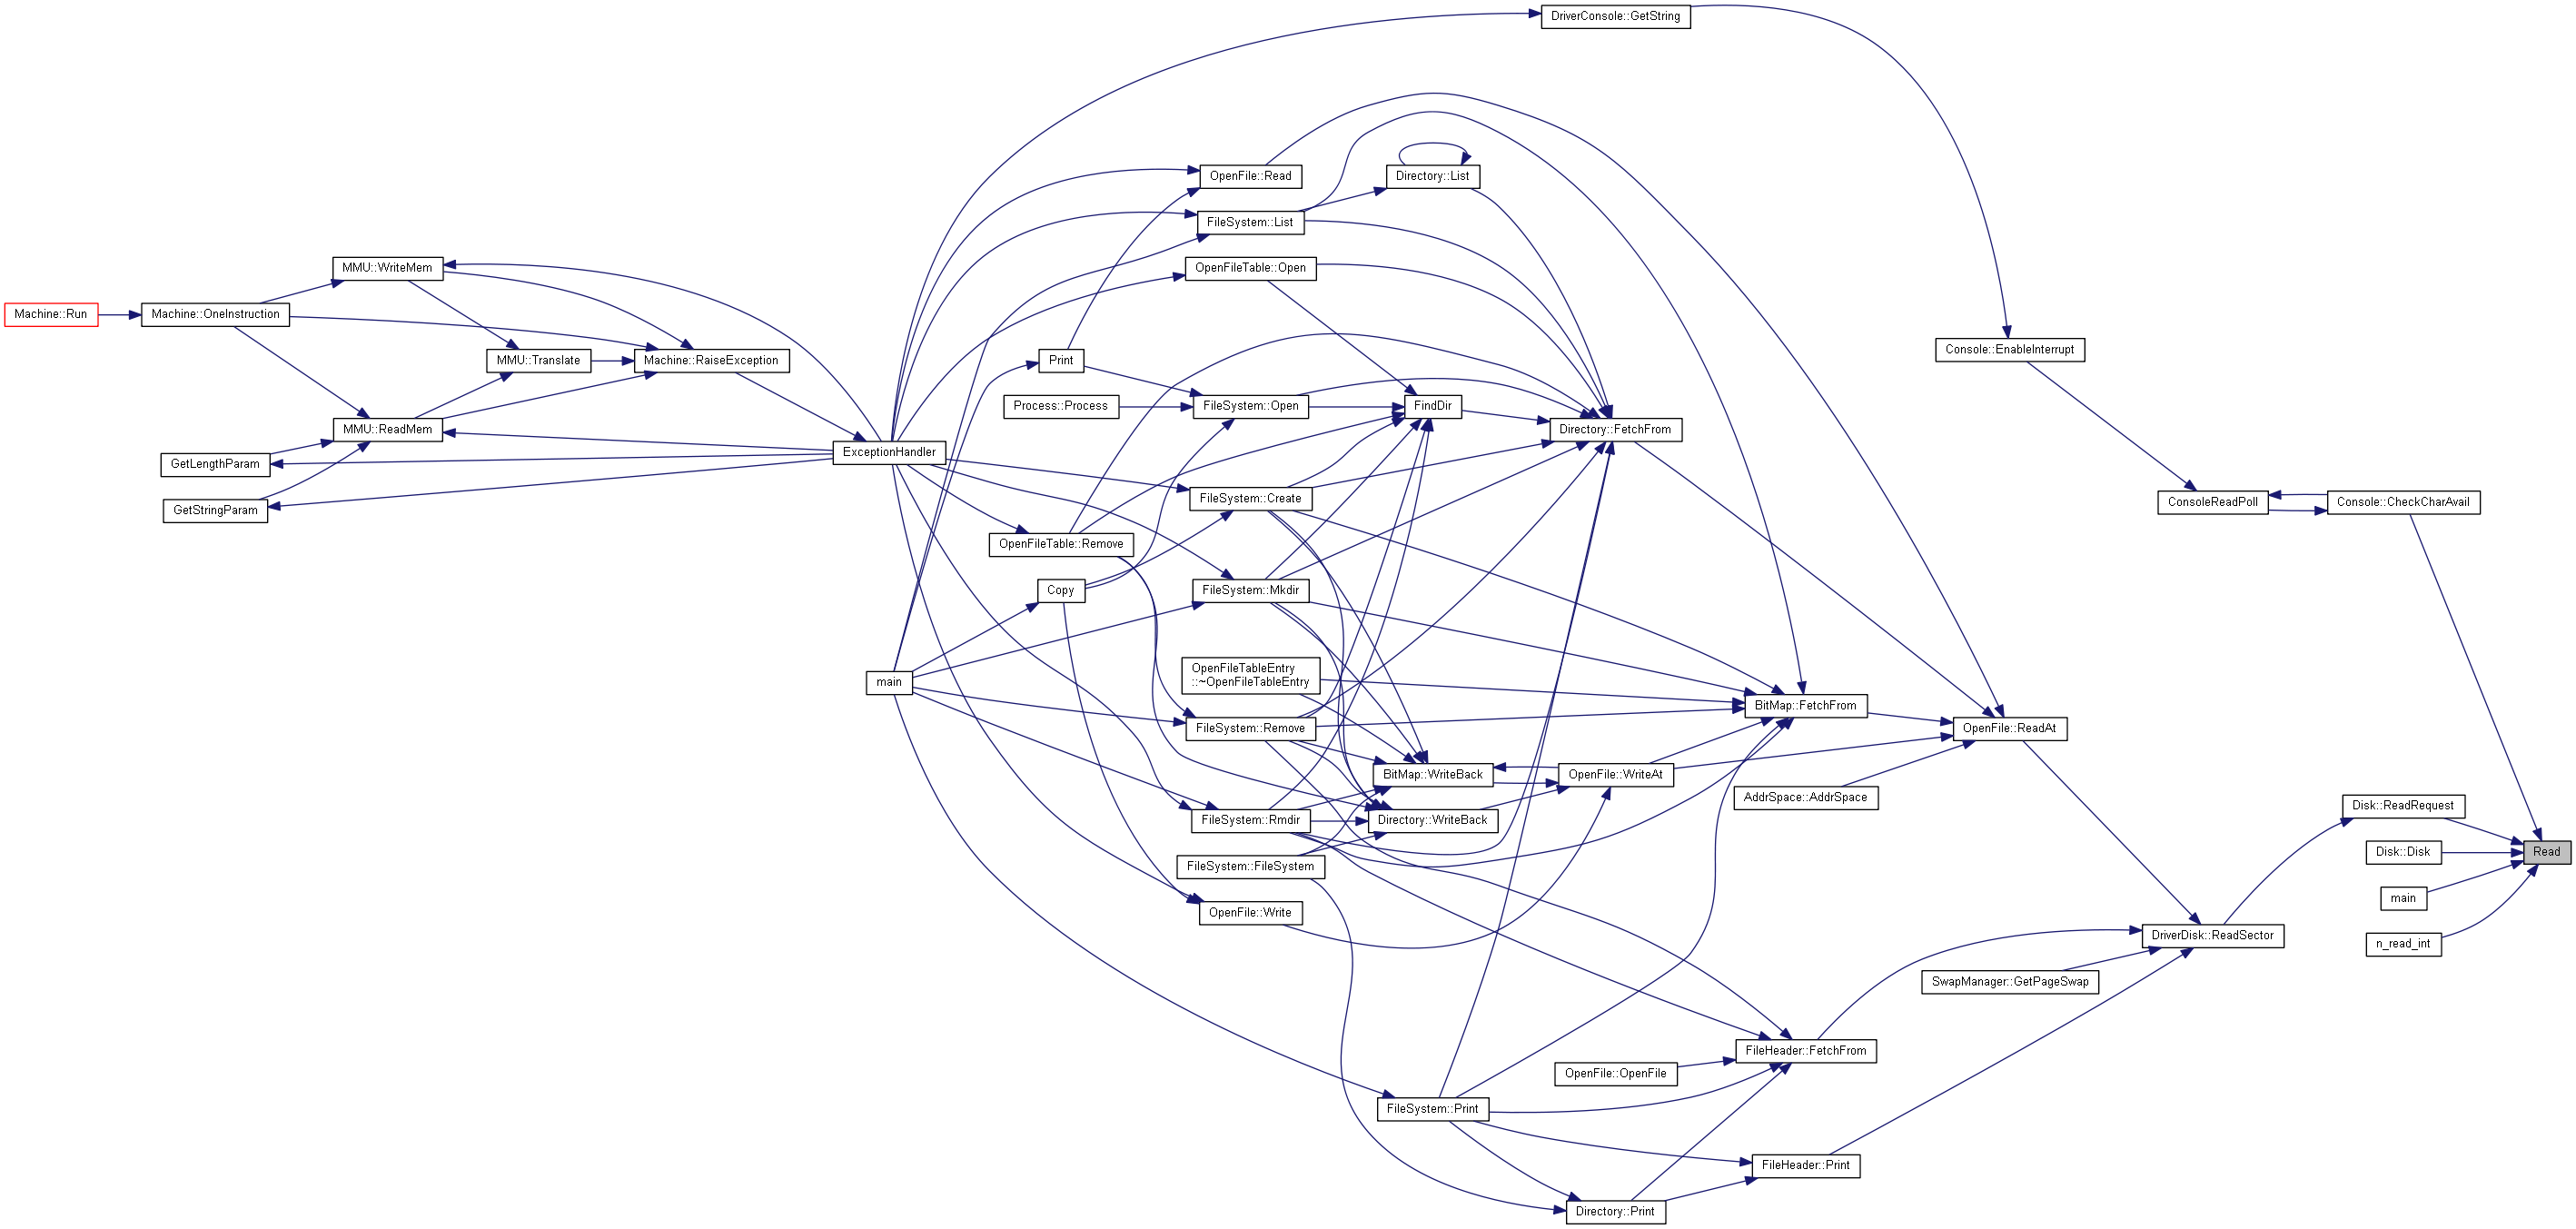 DriverConsole::GetString
OpenFile::Read
Directory::List
FileSystem::List
MMU::WriteMem
OpenFileTable::Open
Machine::Run
Machine::OneInstruction
MMU::Translate
Machine::RaiseException
Print
Console::EnableInterrupt
Process::Process
FileSystem::Open
FindDir
MMU::ReadMem
Directory::FetchFrom
GetLengthParam
ExceptionHandler
GetStringParam
FileSystem::Create
ConsoleReadPoll
Console::CheckCharAvail
OpenFileTable::Remove
Copy
FileSystem::Mkdir
OpenFileTableEntry
::~OpenFileTableEntry
main
BitMap::FetchFrom
FileSystem::Remove
OpenFile::ReadAt
BitMap::WriteBack
OpenFile::WriteAt
AddrSpace::AddrSpace
Disk::ReadRequest
FileSystem::Rmdir
Directory::WriteBack
Disk::Disk
Read
FileSystem::FileSystem
main
OpenFile::Write
DriverDisk::ReadSector
n_read_int
SwapManager::GetPageSwap
FileHeader::FetchFrom
OpenFile::OpenFile
FileSystem::Print
FileHeader::Print
Directory::Print